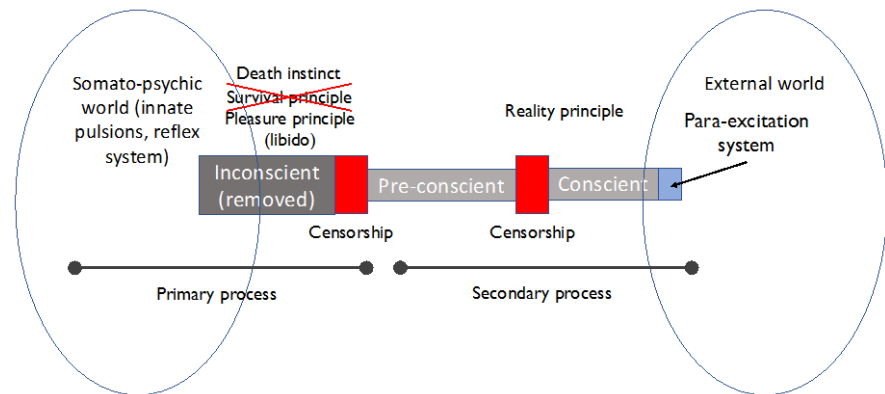 Somato-psychic
world (innate
pulsions, reflex
system)
Death instinct
Survival principle
Pleasure principle
(libido)
Reality principle
External world
Para-excitation
system
Inconscient
(removed)
Pre-conscient
Conscient
Censorship
Censorship
Primary process
Secondary process